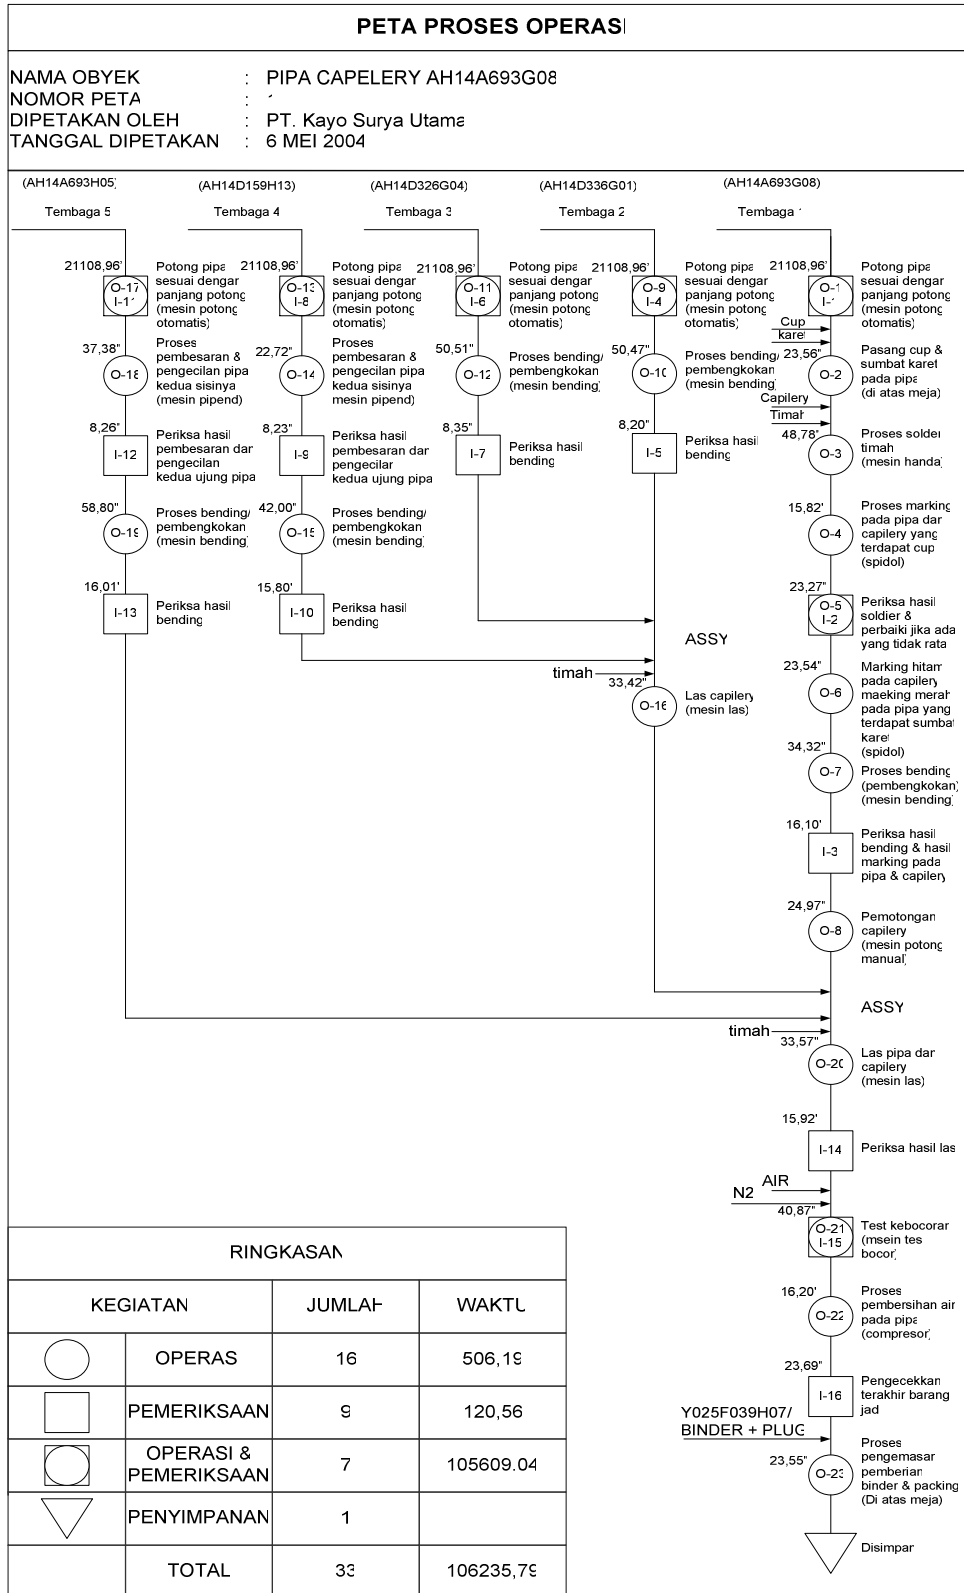 PETA PROSES OPERASI
NAMA OBYEK : PIPA CAPELERY AH14A693G08
NOMOR PETA :
DIPETAKAN OLEH : PT. Kayo Surya Utama
TANGGAL DIPETAKAN : 6 MEI 2004
(AH14A693H05)
Tembaga 5
21108,96'
O-17
I-11
37,38"
O-18
Proses
pembesaran &
pengecilan pipa
kedua sisinya
(mesin pipend)
8,26"
I-12
Periksa hasil
pembesaran dan
pengecilan
kedua ujung pipa
58,80"
O-19
Proses bending/
pembengkokan
(mesin bending)
16,01'
I-13
Periksa hasil
bending
Potong pipa
sesuai dengan
panjang potong
(mesin potong
otomatis)
(AH14D159H13)
Tembaga 4
21108,96'
O-13
I-8
Potong pipa
sesuai dengan
panjang potong
(mesin potong
otomatis)
22,72"
O-14
Proses
pembesaran &
pengecilan pipa
kedua sisinya
mesin pipend)
8,23"
I-9
Periksa hasil
pembesaran dan
pengecilan
kedua ujung pipa
42,00"
O-15
Proses bending/
pembengkokan
(mesin bending)
15,80'
I-10
Periksa hasil
bending
(AH14D326G04)
Tembaga 3
21108,96'
O-11
I-6
Potong pipa
sesuai dengan
panjang potong
(mesin potong
otomatis)
50,51"
O-12
Proses bending/
pembengkokan
(mesin bending)
8,35"
I-7
Periksa hasil
bending
(AH14D336G01)
Tembaga 2
21108,96'
O-9
I-4
Potong pipa
sesuai dengan
panjang potong
(mesin potong
otomatis)
50,47"
O-10
Proses bending/
pembengkokan
(mesin bending)
8,20"
I-5
Periksa hasil
bending
ASSY
timah
33,42"
O-16
Las capilery
(mesin las)
(AH14A693G08)
Tembaga 1
21108,96'
O-1
I-1
Potong pipa
sesuai dengan
panjang potong
(mesin potong
otomatis)
Cup
karet
23,56"
O-2
Pasang cup &
sumbat karet
pada pipa
(di atas meja)
Capilery
Timah
48,78"
O-3
Proses solder
timah
(mesin handa)
15,82'
O-4
Proses marking
pada pipa dan
capilery yang
terdapat cup
(spidol)
23,27"
O-5
I-2
Periksa hasil
soldier &
perbaiki jika ada
yang tidak rata
23,54"
O-6
Marking hitam
pada capilery
maeking merah
pada pipa yang
terdapat sumbat
karet
(spidol)
34,32"
O-7
Proses bending
(pembengkokan)
(mesin bending)
16,10'
I-3
Periksa hasil
bending & hasil
marking pada
pipa & capilery
24,97"
O-8
Pemotongan
capilery
(mesin potong
manual)
ASSY
timah
33,57"
O-20
Las pipa dan
capilery
(mesin las)
15,92'
I-14
Periksa hasil las
AIR
N2
40,87"
O-21
I-15
Test kebocoran
(msein tes
bocor)
16,20'
O-22
Proses
pembersihan air
pada pipa
(compresor)
23,69"
I-16
Pengecekkan
terakhir barang
jad
Y025F039H07/
BINDER + PLUG
23,55"
O-23
Proses
pengemasan
pemberian
binder & packing
(Di atas meja)
Disimpan
RINGKASAN
KEGIATAN JUMLAH WAKTU
OPERASI 16 506,19
PEMERIKSAAN 9 120,56
OPERASI &
PEMERIKSAAN 7 105609.04
PENYIMPANAN 1
TOTAL 33 106235,79